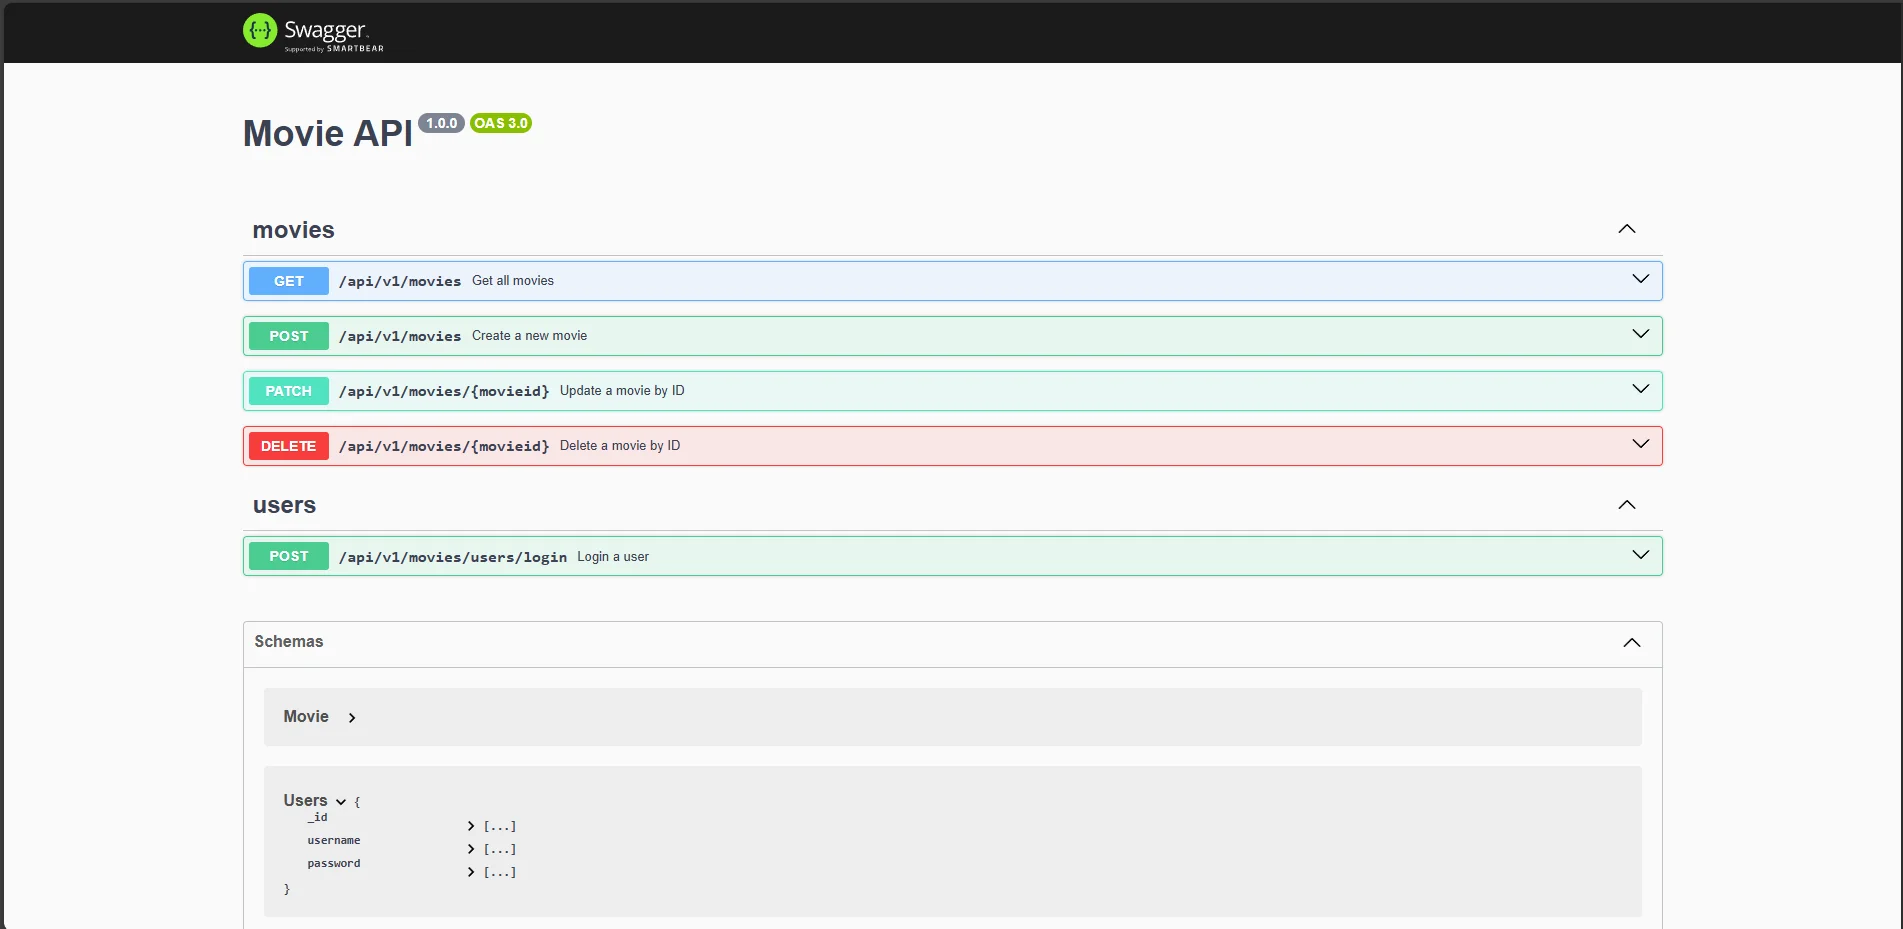 Swagger
Supported by SMARTBEAR
Movie API 1.0.0 OAS 3.0
movies
GET /api/v1/movies Get all movies
POST /api/v1/movies Create a new movie
PATCH /api/v1/movies/{movieid} Update a movie by ID
DELETE /api/v1/movies/{movieid} Delete a movie by ID
users
POST /api/v1/movies/users/login Login a user
Schemas
Movie
Users {
_id [...]
username [...]
password [...]
}